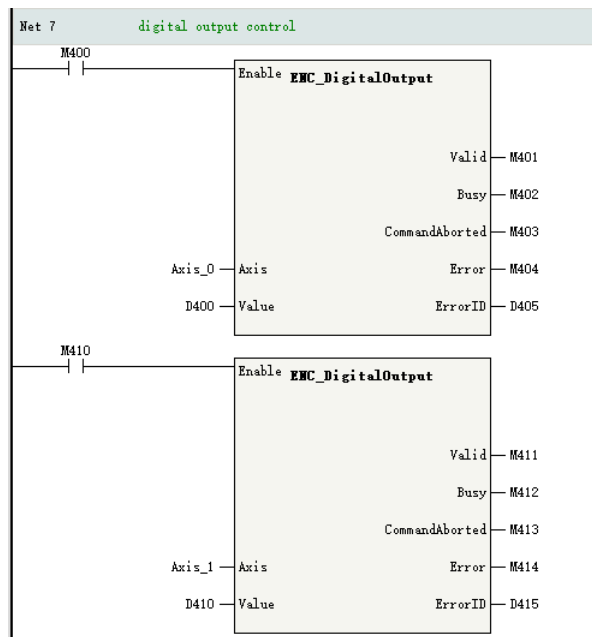 Net 7 digital output control
M400
Enable ENC_DigitalOutput
Valid M401
Busy M402
CommandAborted M403
Axis_0 Axis Error M404
D400 Value ErrorID D405
M410
Enable ENC_DigitalOutput
Valid M411
Busy M412
CommandAborted M413
Axis_1 Axis Error M414
D410 Value ErrorID D415